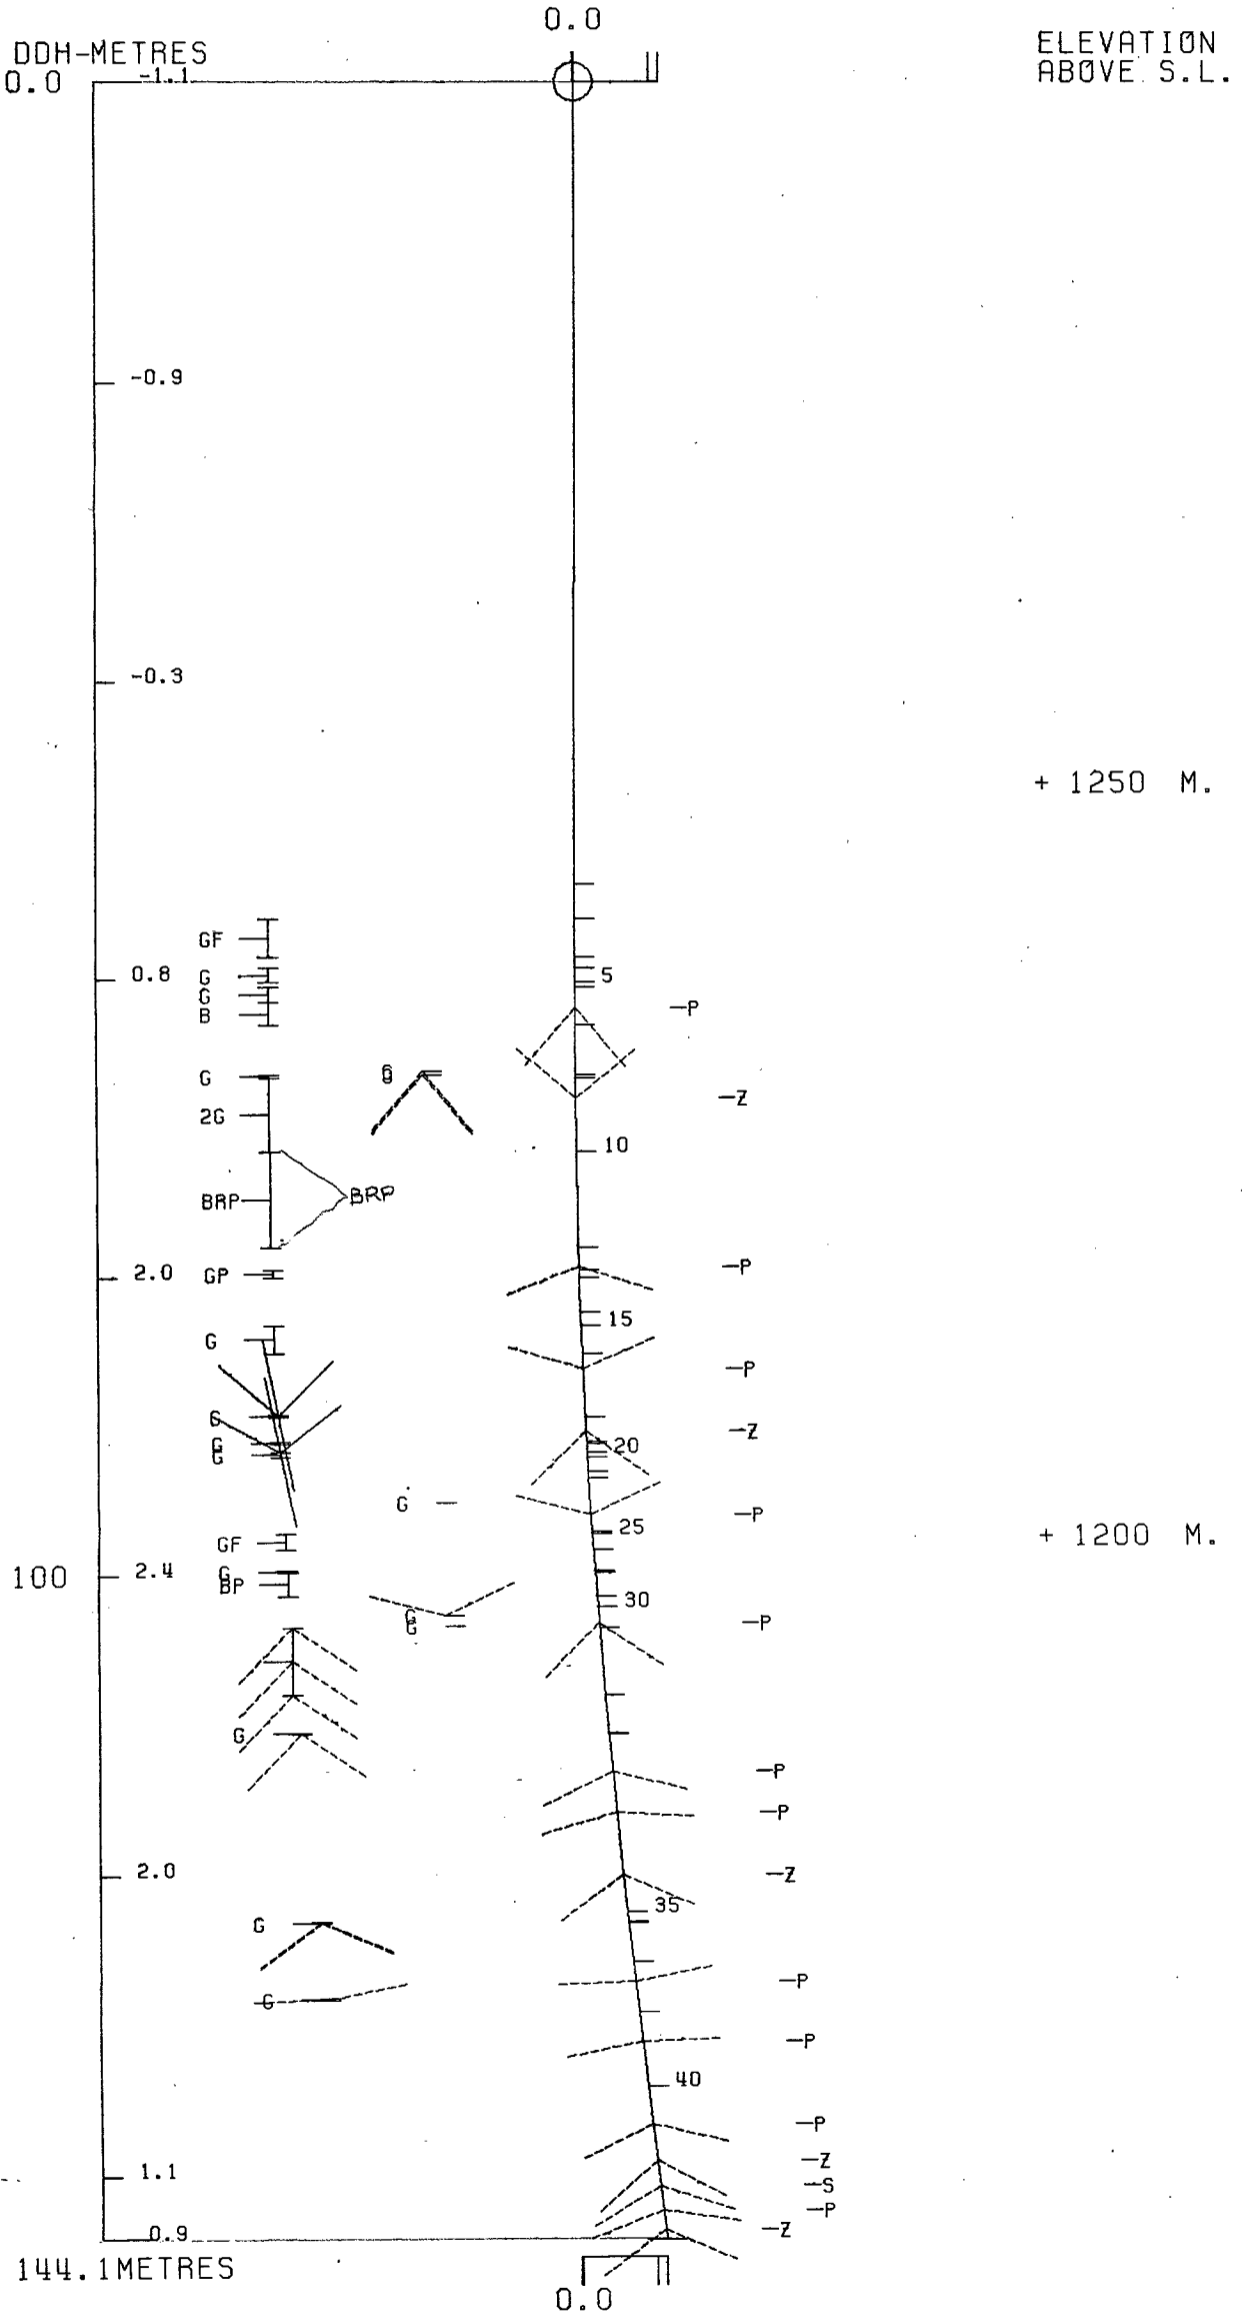 0.0
DDH-METRES
ELEVATIØN
ABØVE S.L.
0.0
-1.1
-0.9
-0.3
+ 1250 M.
GF
0.8
G
5
G
-P
B
G
G
-Z
2G
10
BRP
BRP
2.0
GP
-P
15
G
-P
G
-Z
G
20
G
G
-P
25
GF
+ 1200 M.
100
2.4
G
BP
30
G
G
-P
G
-P
-P
2.0
-Z
35
G
-P
G
-P
40
-P
1.1
-Z
-S
-P
0.9
-Z
144.1METRES
0.0